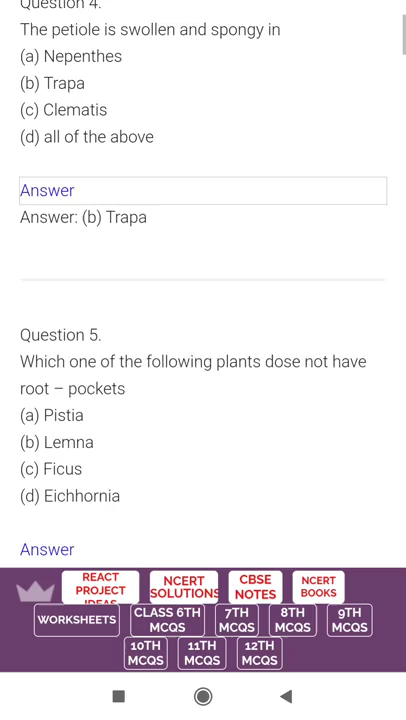 Question 4.
The petiole is swollen and spongy in
(a) Nepenthes
(b) Trapa
(c) Clematis
(d) all of the above
Answer
Answer: (b) Trapa
Question 5.
Which one of the following plants dose not have
root – pockets
(a) Pistia
(b) Lemna
(c) Ficus
(d) Eichhornia
Answer
REACT PROJECT IDEAS
NCERT SOLUTIONS
CBSE NOTES
NCERT BOOKS
WORKSHEETS
CLASS 6TH MCQS
7TH MCQS
8TH MCQS
9TH MCQS
10TH MCQS
11TH MCQS
12TH MCQS